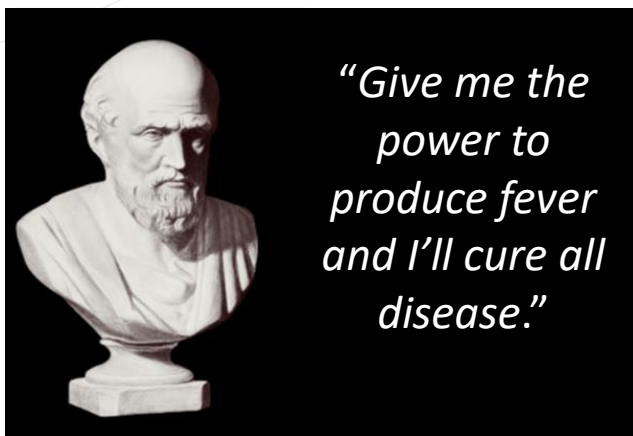 “Give me the
power to
produce fever
and I’ll cure all
disease.”